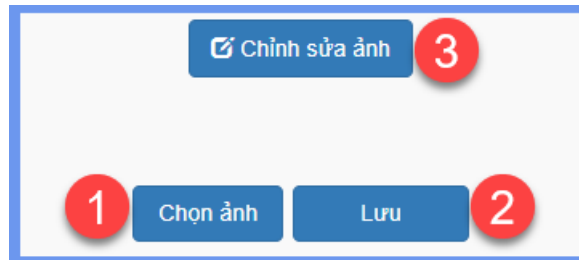 Chỉnh sửa ảnh 3
1 Chọn ảnh Lưu 2